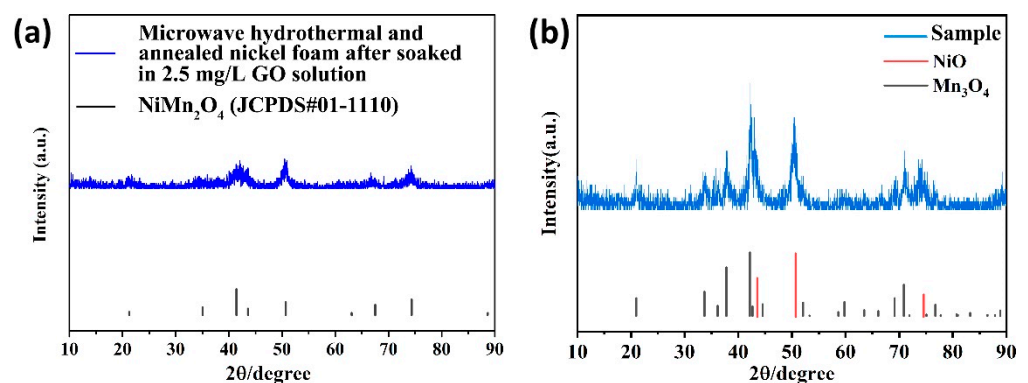 (a)
Microwave hydrothermal and
annealed nickel foam after soaked
in 2.5 mg/L GO solution
NiMn₂O₄ (JCPDS#01-1110)
Intensity (a.u.)
10 20 30 40 50 60 70 80 90
2θ/degree
(b)
Sample
NiO
Mn₃O₄
Intensity(a.u.)
10 20 30 40 50 60 70 80 90
2θ/degree